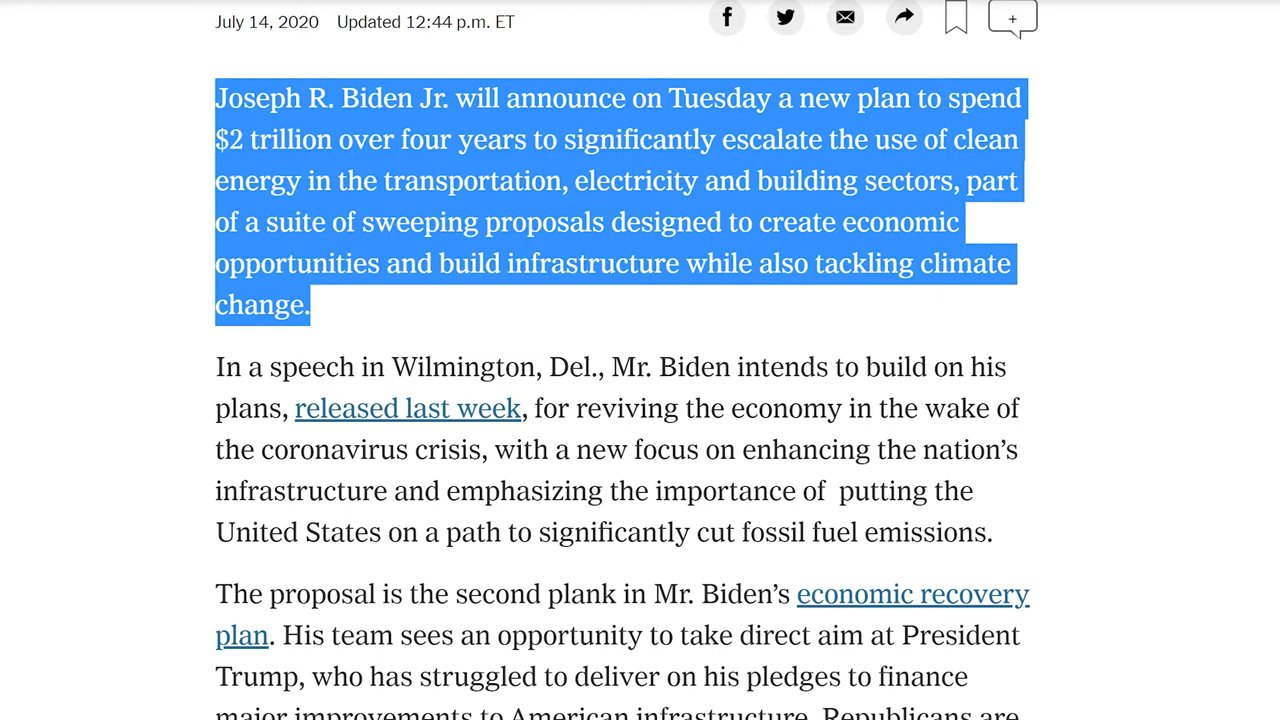 July 14, 2020 Updated 12:44 p.m. ET
Joseph R. Biden Jr. will announce on Tuesday a new plan to spend
$2 trillion over four years to significantly escalate the use of clean
energy in the transportation, electricity and building sectors, part
of a suite of sweeping proposals designed to create economic
opportunities and build infrastructure while also tackling climate
change.
In a speech in Wilmington, Del., Mr. Biden intends to build on his
plans, released last week, for reviving the economy in the wake of
the coronavirus crisis, with a new focus on enhancing the nation’s
infrastructure and emphasizing the importance of putting the
United States on a path to significantly cut fossil fuel emissions.
The proposal is the second plank in Mr. Biden’s economic recovery
plan. His team sees an opportunity to take direct aim at President
Trump, who has struggled to deliver on his pledges to finance
major improvements to American infrastructure. Republicans are